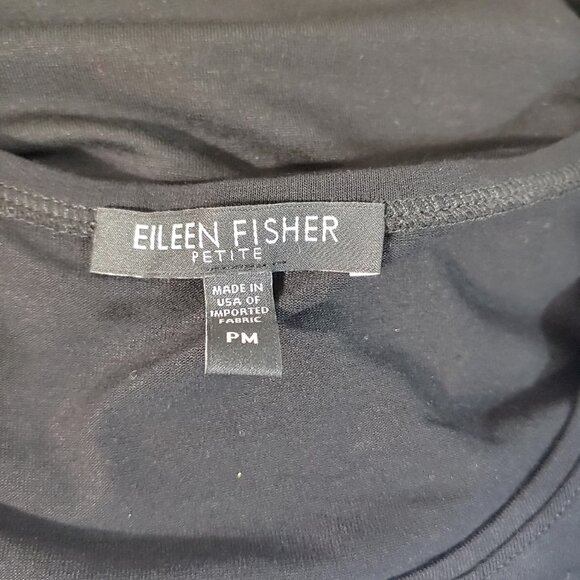 EILEEN FISHER
PETITE
MADE IN
USA OF
IMPORTED
FABRIC
PM